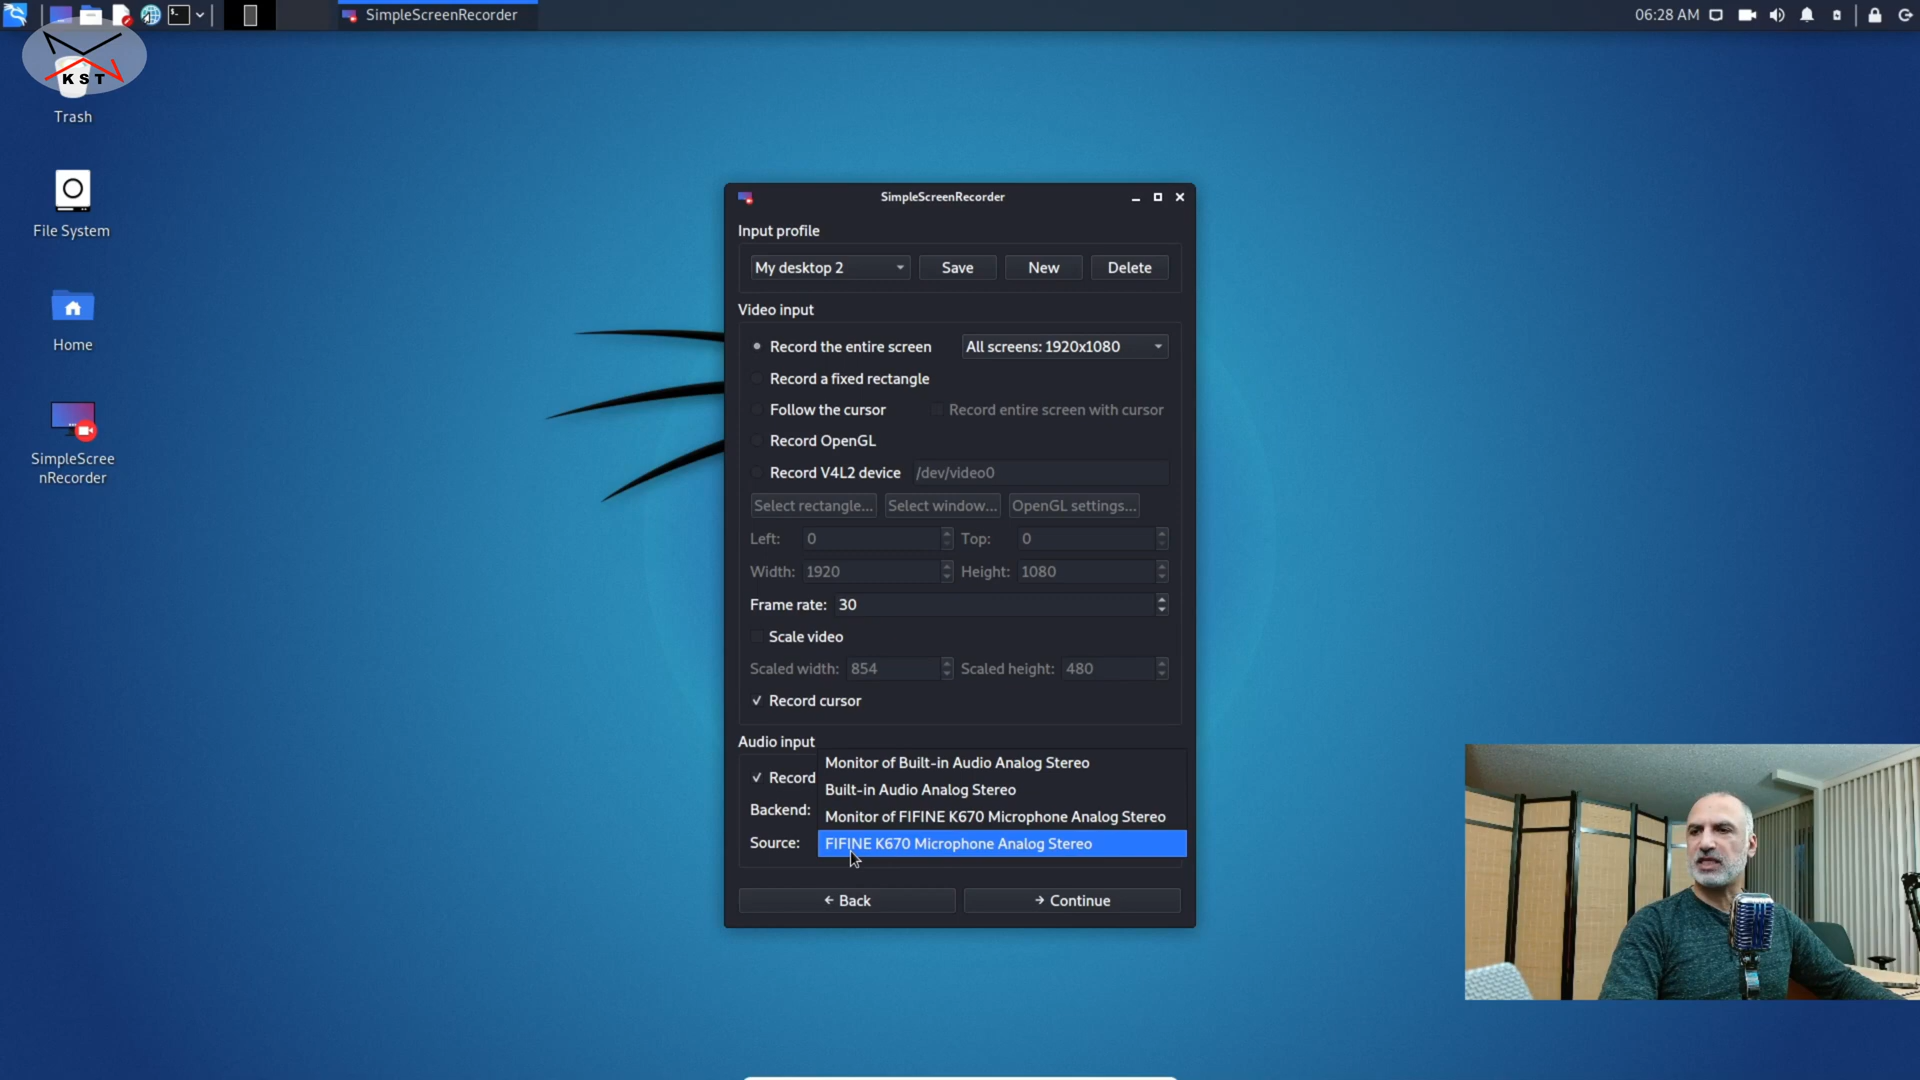 SimpleScreenRecorder
06:28 AM
KST
Trash
File System
Home
SimpleScree
nRecorder
SimpleScreenRecorder
Input profile
My desktop 2
Save
New
Delete
Video input
Record the entire screen
All screens: 1920x1080
Record a fixed rectangle
Follow the cursor
Record entire screen with cursor
Record OpenGL
Record V4L2 device
/dev/video0
Select rectangle...
Select window...
OpenGL settings...
Left: 0
Top: 0
Width: 1920
Height: 1080
Frame rate: 30
Scale video
Scaled width: 854
Scaled height: 480
Record cursor
Audio input
Record
Backend:
Source:
Monitor of Built-in Audio Analog Stereo
Built-in Audio Analog Stereo
Monitor of FIFINE K670 Microphone Analog Stereo
FIFINE K670 Microphone Analog Stereo
Back
Continue